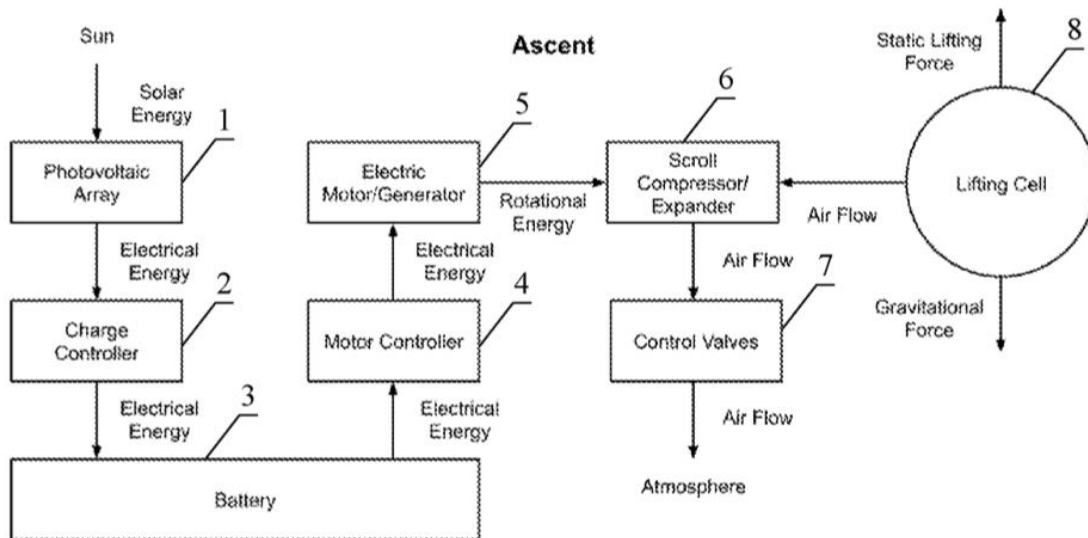 Ascent
Sun
Solar
Energy
1
Photovoltaic
Array
Electrical
Energy
2
Charge
Controller
Electrical
Energy
3
Battery
Electrical
Energy
4
Motor Controller
Electrical
Energy
5
Electric
Motor/Generator
Rotational
Energy
6
Scroll
Compressor/
Expander
Air Flow
Air Flow
7
Control Valves
Air Flow
Atmosphere
Static Lifting
Force
8
Lifting Cell
Gravitational
Force